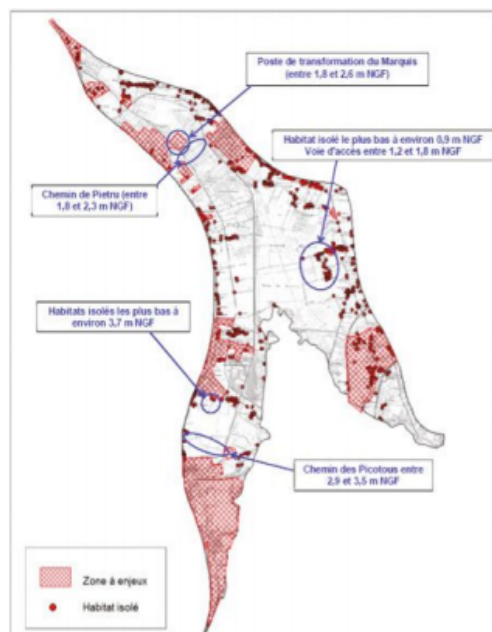 Poste de transformation du Marquis
(entre 1,8 et 2,6 m NGF)
Habitat isolé le plus bas à environ 0,9 m NGF
Voie d'accès entre 1,2 et 1,8 m NGF
Chemin de Pietru (entre
1,8 et 2,3 m NGF)
Habitats isolés les plus bas à
environ 3,7 m NGF
Chemin des Picotous entre
2,9 et 3,5 m NGF
Zone à enjeux
Habitat isolé